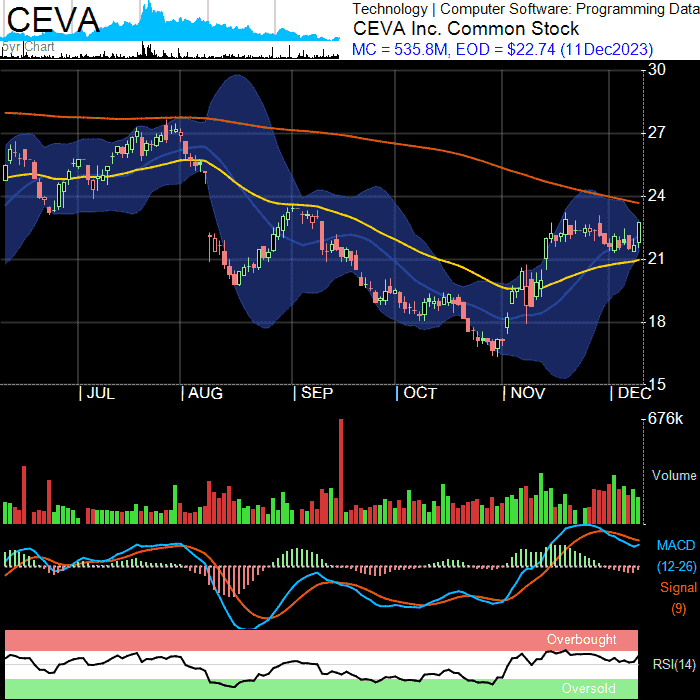 CEVA
5yr Chart
Technology | Computer Software: Programming Data
CEVA Inc. Common Stock
MC = 535.8M, EOD = $22.74 (11Dec2023)
30
27
24
21
18
15
JUL
AUG
SEP
OCT
NOV
DEC
676k
Volume
MACD
(12-26)
Signal
(9)
Overbought
RSI(14)
Oversold